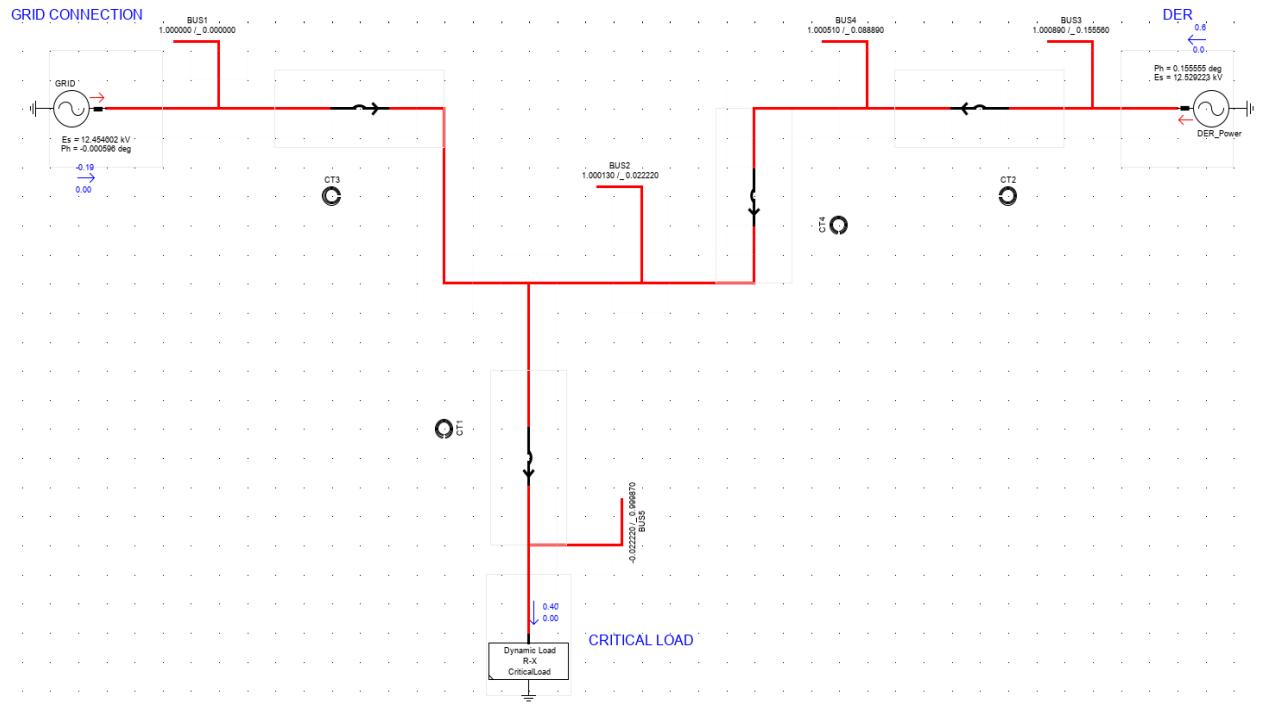 GRID CONNECTION
BUS1
1.000000 /_ 0.000000
BUS4
1.000510 /_ 0.088890
BUS3
1.000890 /_ 0.155560
DER
0.6
0.0
GRID
Es = 12.454602 kV
Ph = -0.000596 deg
-0.19
0.00
Ph = 0.155555 deg
Es = 12.529223 kV
DER_Power
BUS2
1.000130 /_ 0.022220
CT3
CT4
CT2
CT1
-0.022220 /_ 0.999870
BUS5
0.40
0.00
CRITICAL LOAD
Dynamic Load
R-X
CriticalLoad